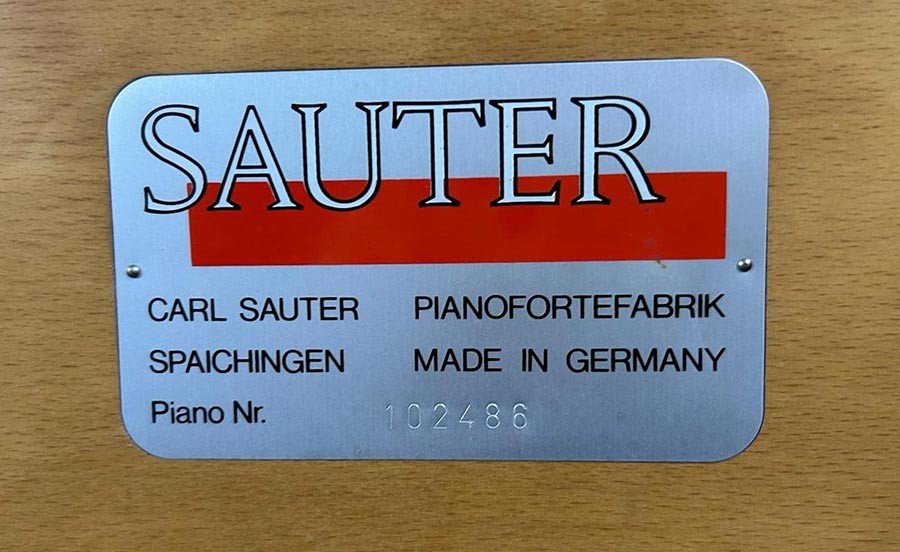 SAUTER
CARL SAUTER PIANOFORTEFABRIK
SPAICHINGEN MADE IN GERMANY
Piano Nr. 102486